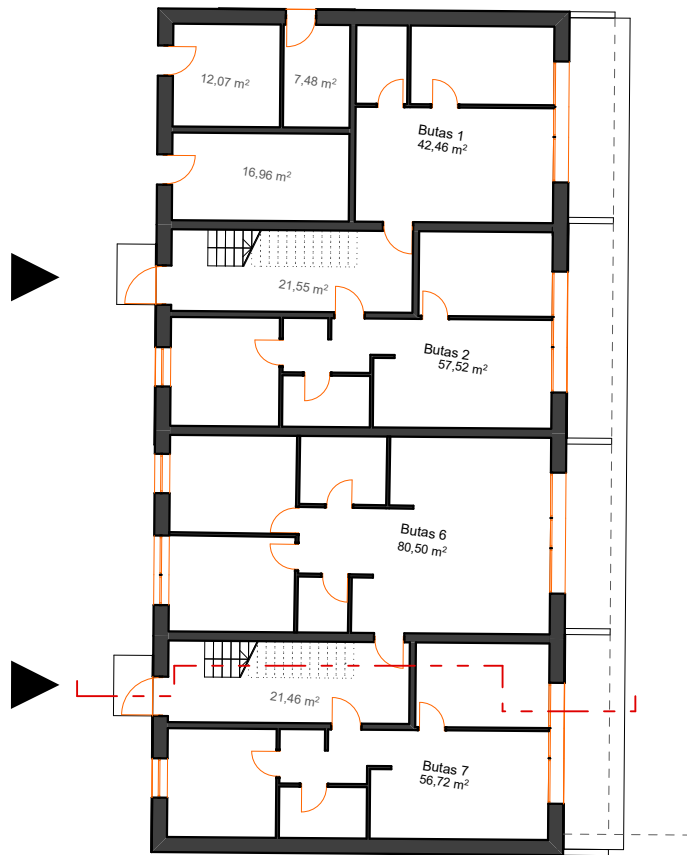 12,07 m²
7,48 m²
Butas 1
42,46 m²
16,96 m²
21,55 m²
Butas 2
57,52 m²
Butas 6
80,50 m²
21,46 m²
Butas 7
56,72 m²